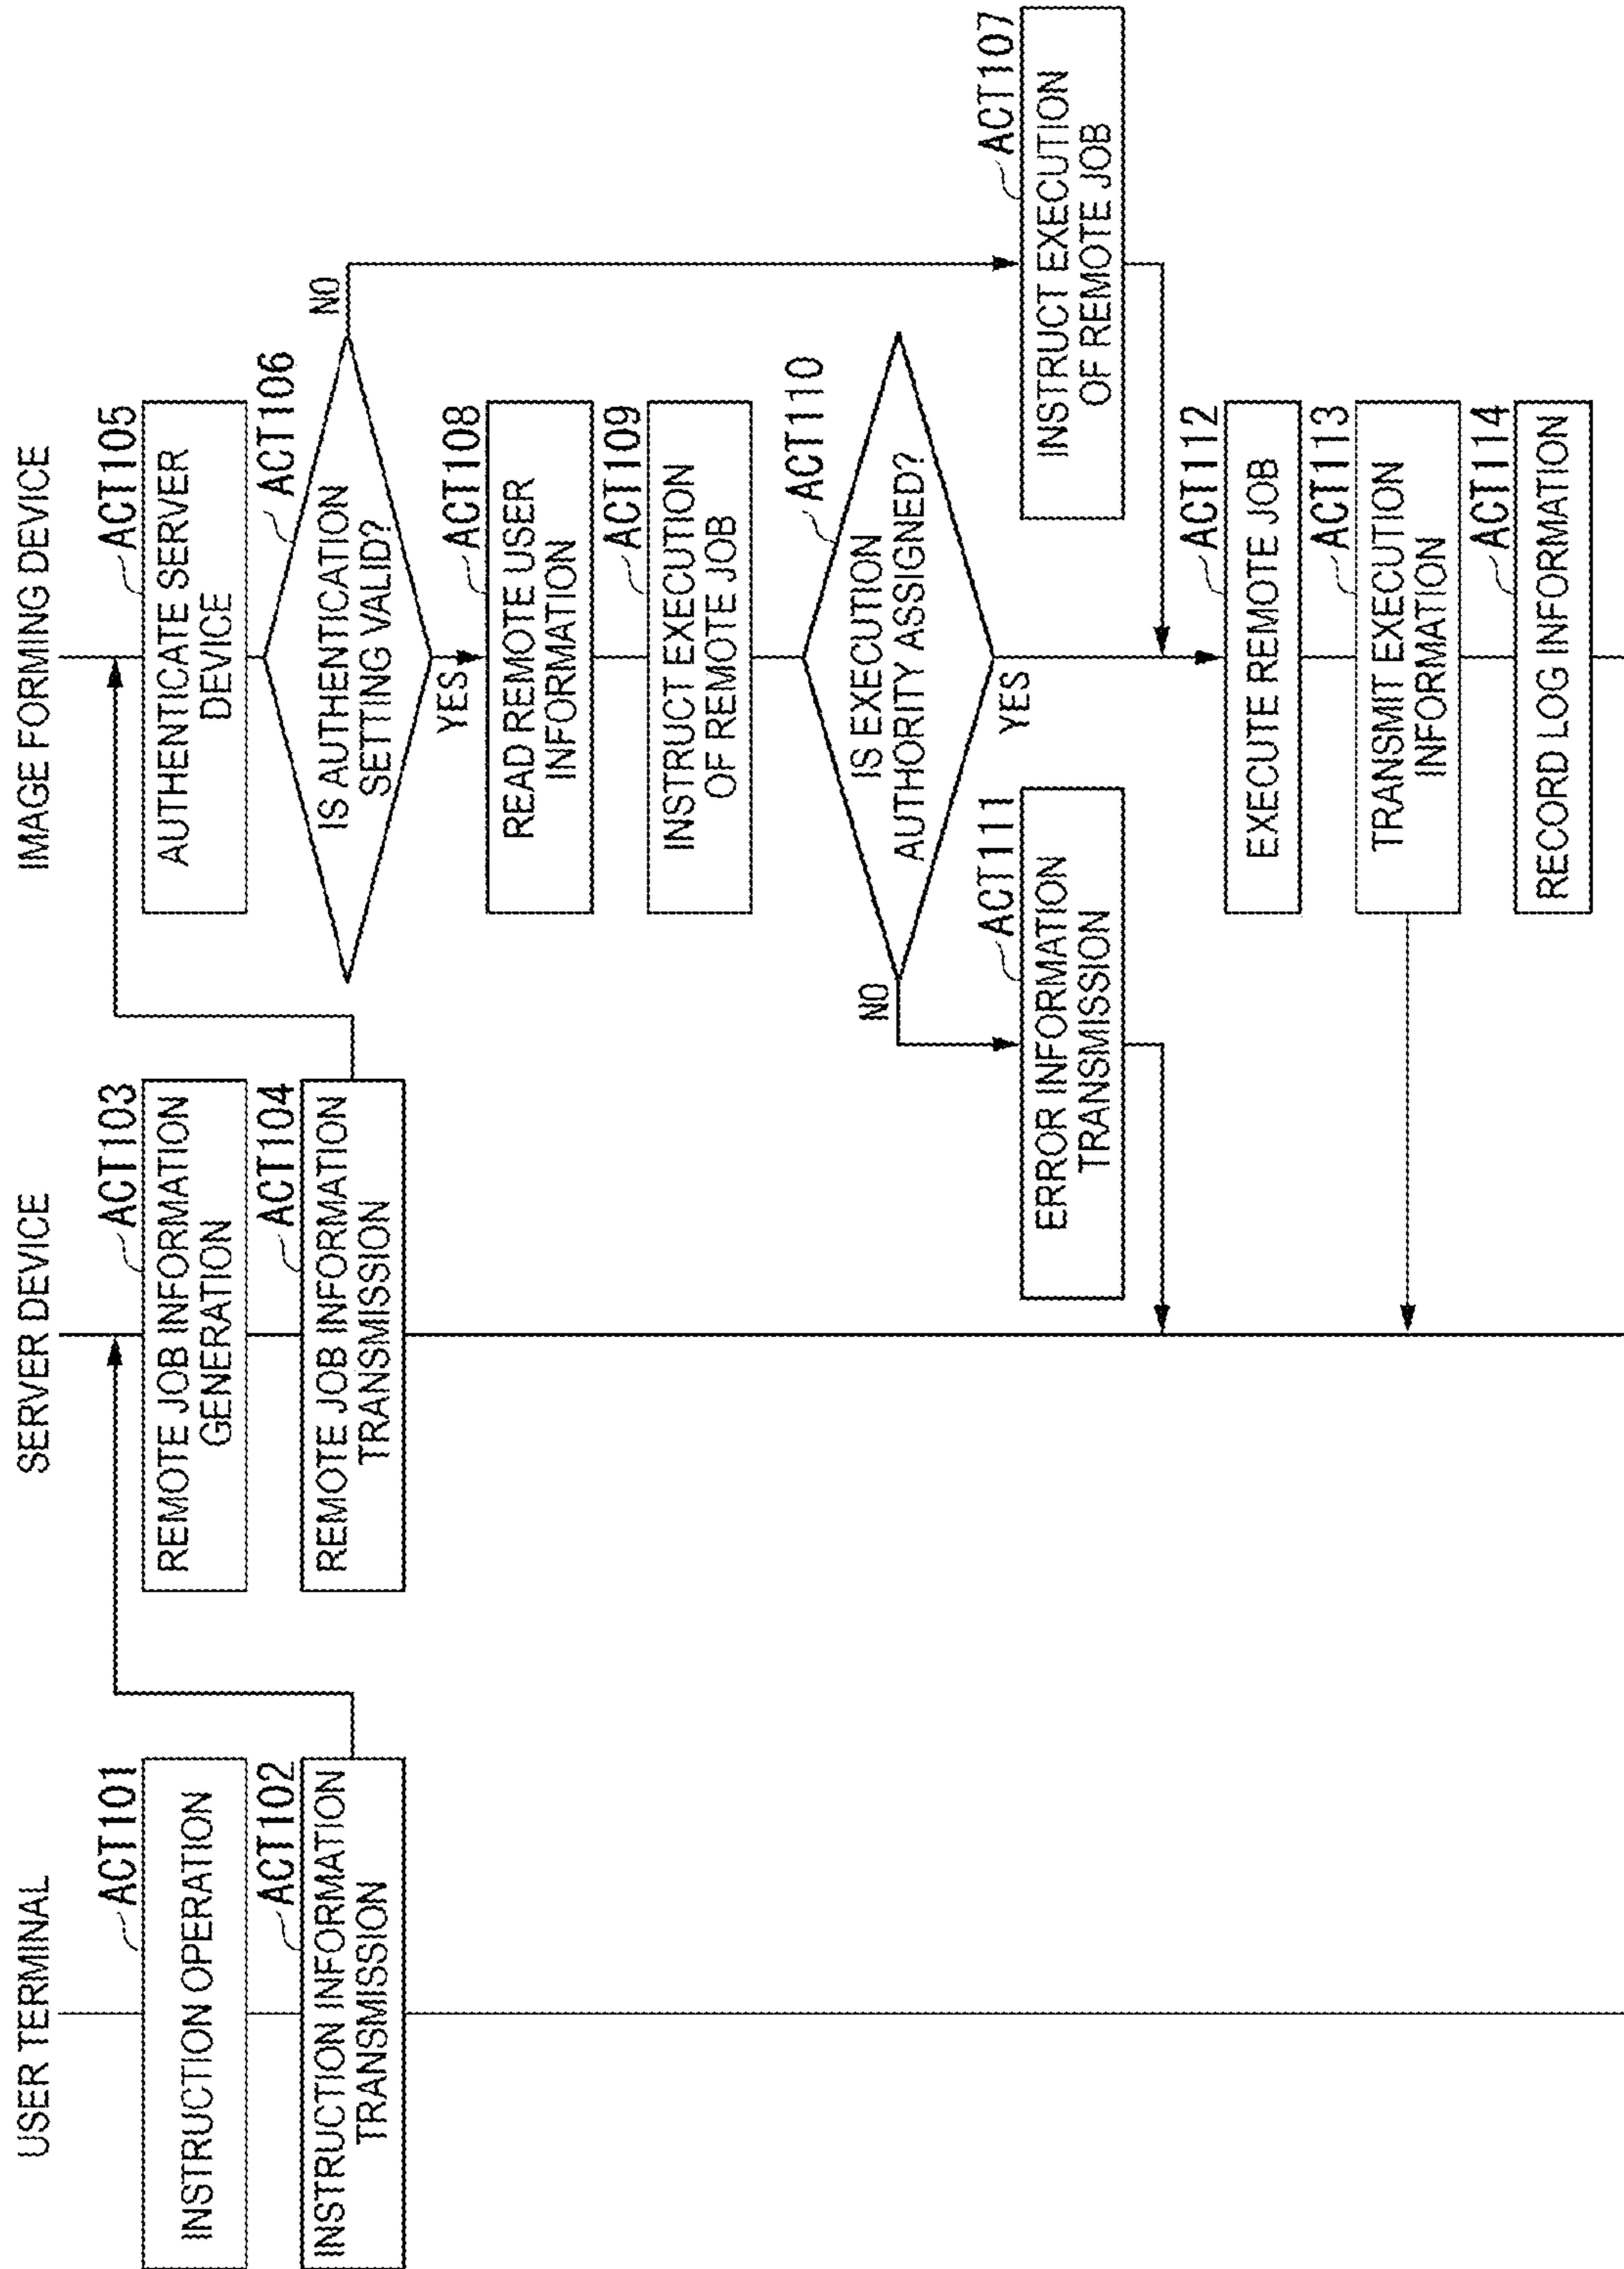 USER TERMINAL
ACT101
INSTRUCTION OPERATION
ACT102
INSTRUCTION INFORMATION
TRANSMISSION
SERVER DEVICE
ACT103
REMOTE JOB INFORMATION
GENERATION
ACT104
REMOTE JOB INFORMATION
TRANSMISSION
IMAGE FORMING DEVICE
ACT105
AUTHENTICATE SERVER
DEVICE
ACT106
IS AUTHENTICATION
SETTING VALID?
NO
YES
ACT108
READ REMOTE USER
INFORMATION
ACT109
INSTRUCT EXECUTION
OF REMOTE JOB
ACT110
IS EXECUTION
AUTHORITY ASSIGNED?
NO
YES
ACT111
ERROR INFORMATION
TRANSMISSION
ACT107
INSTRUCT EXECUTION
OF REMOTE JOB
ACT112
EXECUTE REMOTE JOB
ACT113
TRANSMIT EXECUTION
INFORMATION
ACT114
RECORD LOG INFORMATION